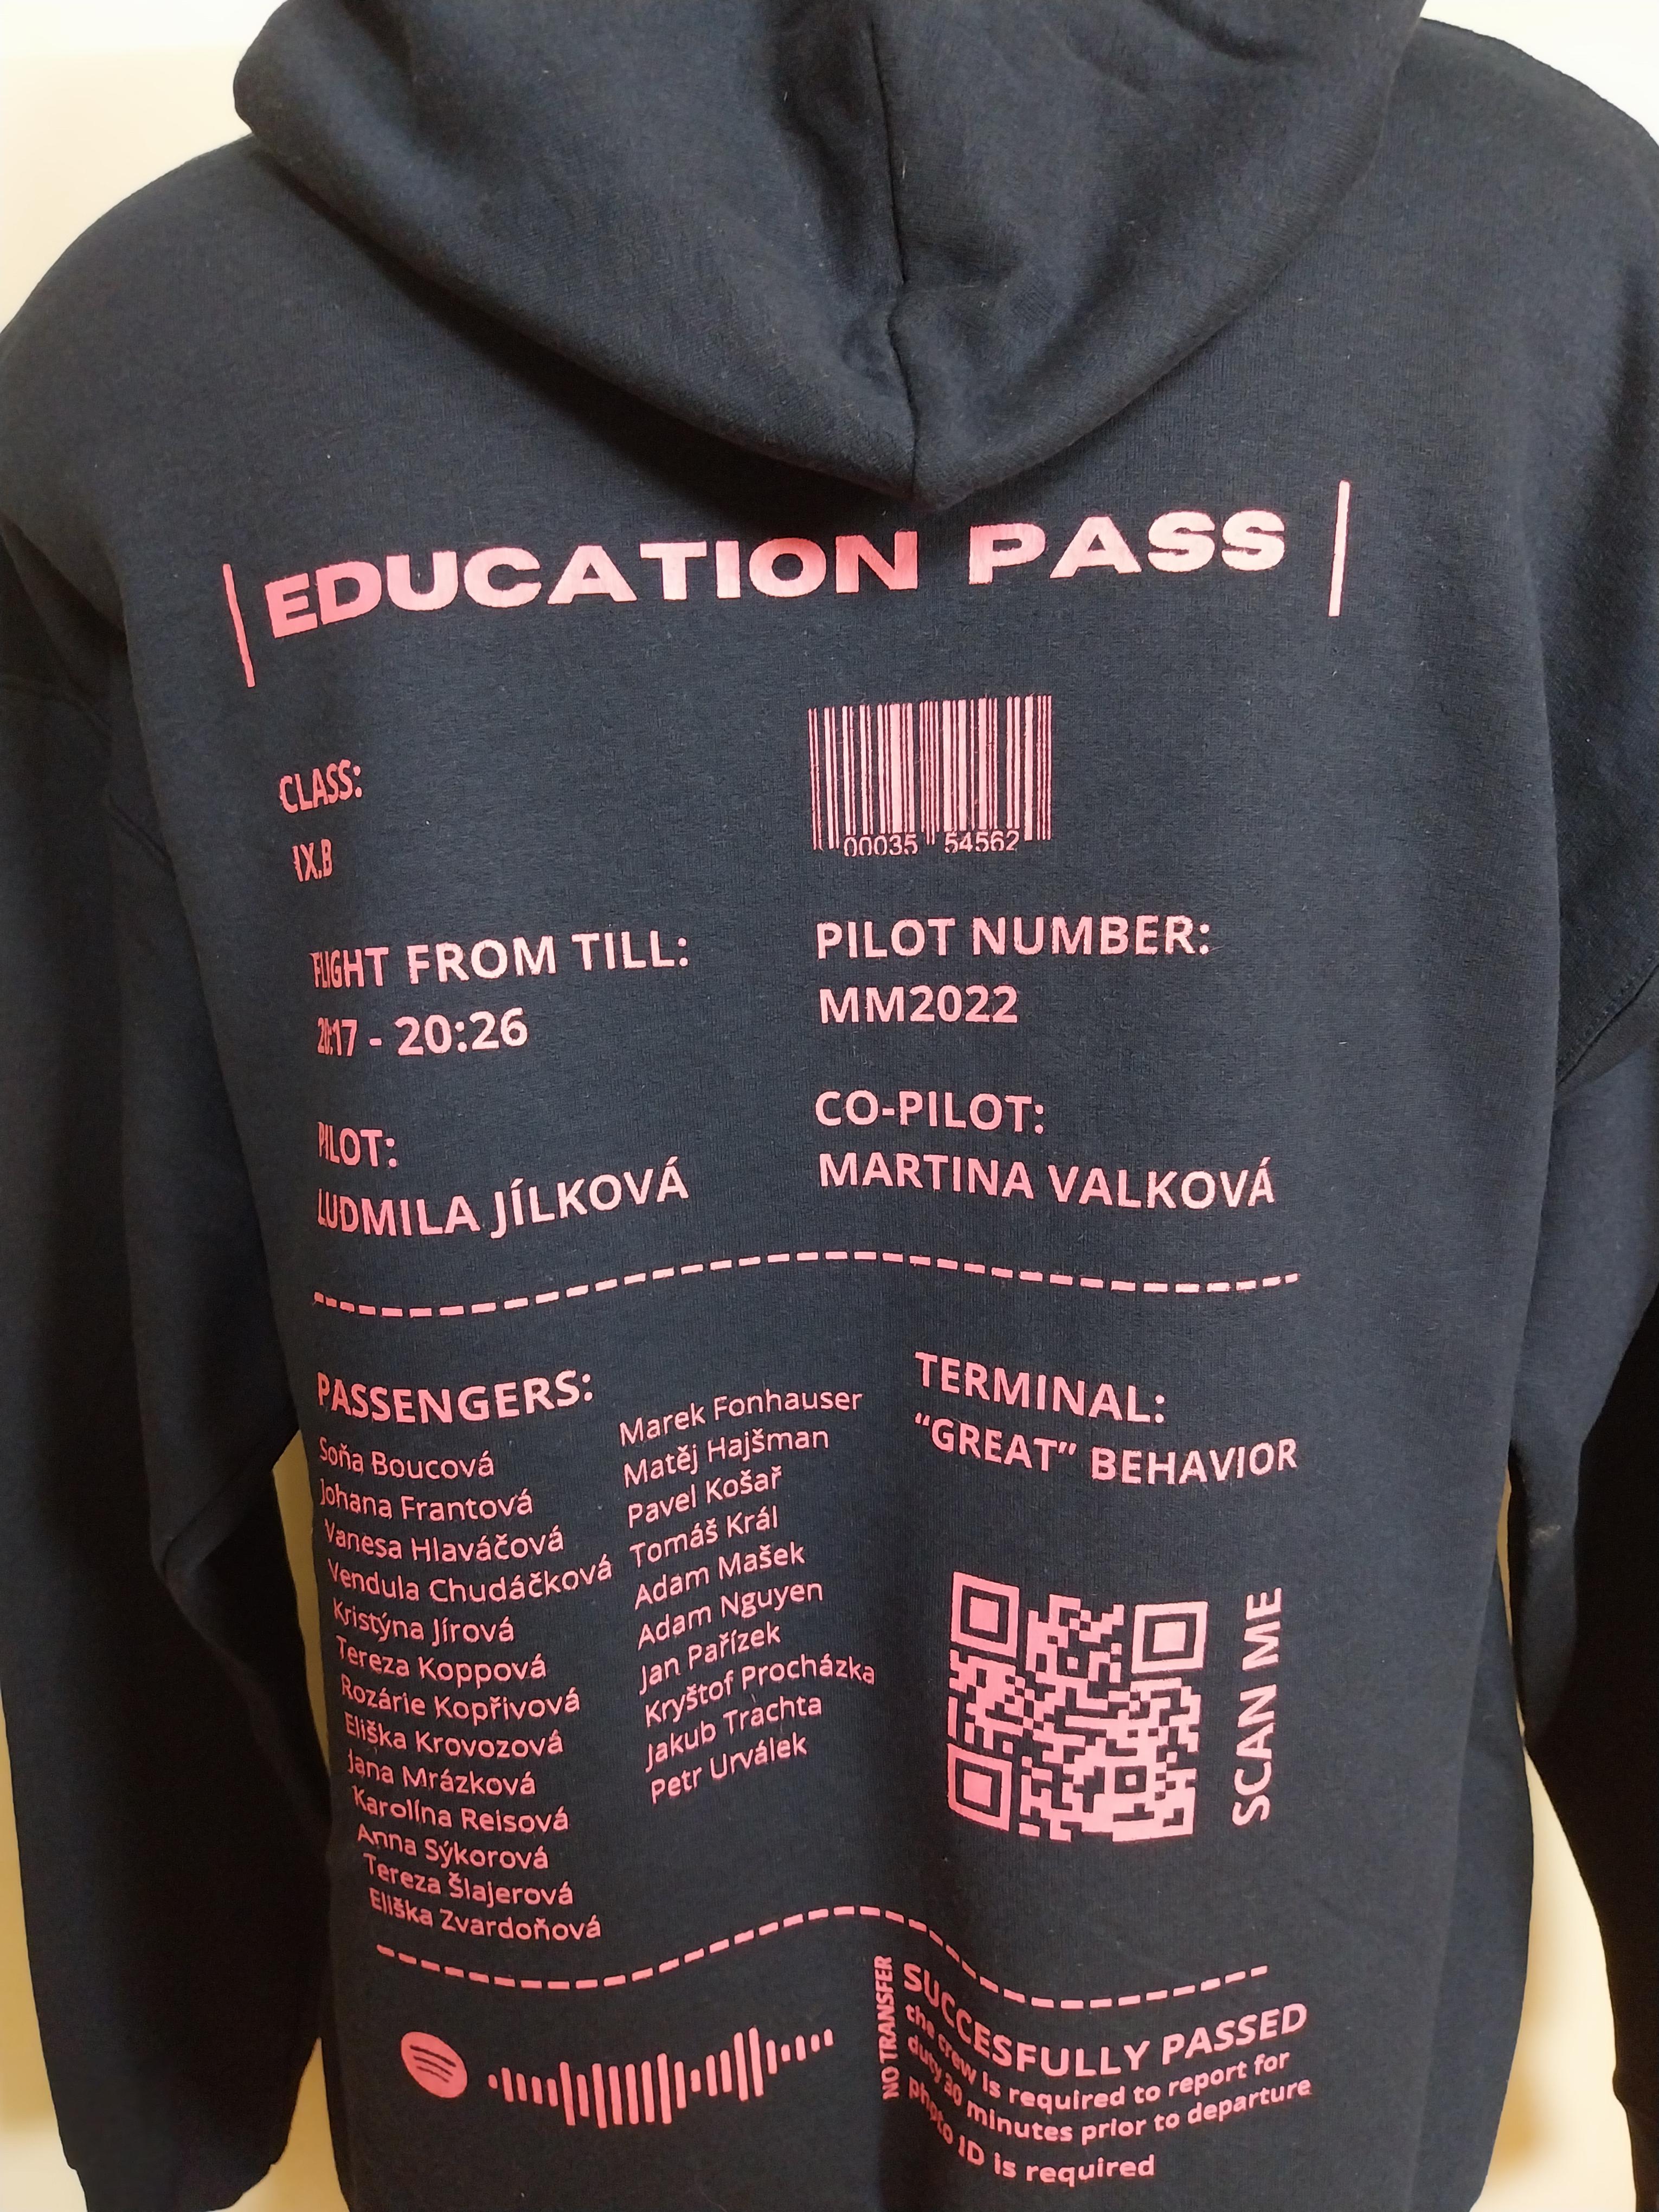 | EDUCATION PASS |
CLASS:
IX.B
00035 54562
FLIGHT FROM TILL:
20:17 - 20:26
PILOT NUMBER:
MM2022
PILOT:
LUDMILA JÍLKOVÁ
CO-PILOT:
MARTINA VALKOVÁ
PASSENGERS:
Soňa Boucová
Johana Frantová
Vanesa Hlaváčová
Vendula Chudáčková
Kristýna Jírová
Tereza Koppová
Rozárie Kopřivová
Eliška Krovozová
Jana Mrázková
Karolína Reisová
Anna Sýkorová
Tereza Šlajerová
Eliška Zvardoňová
Marek Fonhauser
Matěj Hajšman
Pavel Košař
Tomáš Král
Adam Mašek
Adam Nguyen
Jan Pařízek
Kryštof Procházka
Jakub Trachta
Petr Urválek
TERMINAL:
“GREAT” BEHAVIOR
SCAN ME
NO TRANSFER
SUCCESFULLY PASSED
the crew is required to report for
duty 30 minutes prior to departure
photo ID is required